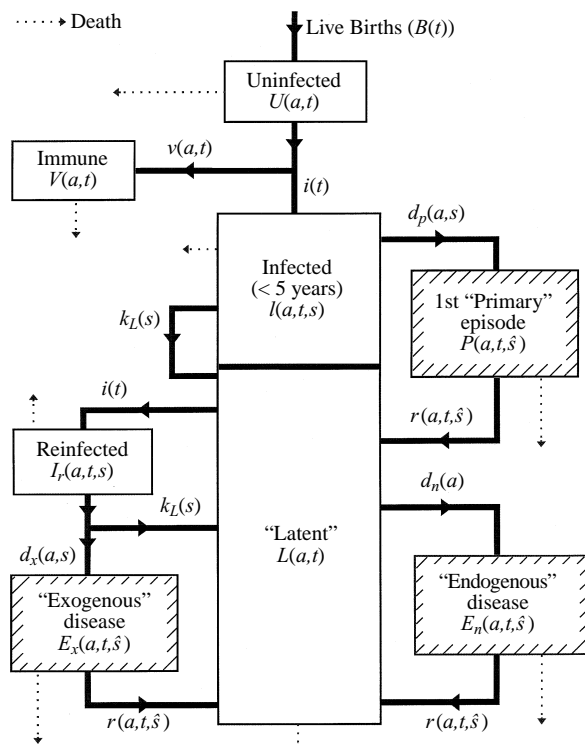 Death
Live Births (B(t))
Uninfected
U(a,t)
v(a,t)
Immune
V(a,t)
i(t)
d_p(a,s)
Infected
(< 5 years)
l(a,t,s)
1st “Primary”
episode
P(a,t,ŝ)
k_L(s)
i(t)
r(a,t,ŝ)
Reinfected
I_r(a,t,s)
d_n(a)
k_L(s)
“Latent”
L(a,t)
d_x(a,s)
“Exogenous”
disease
E_x(a,t,ŝ)
“Endogenous”
disease
E_n(a,t,ŝ)
r(a,t,ŝ)
r(a,t,ŝ)